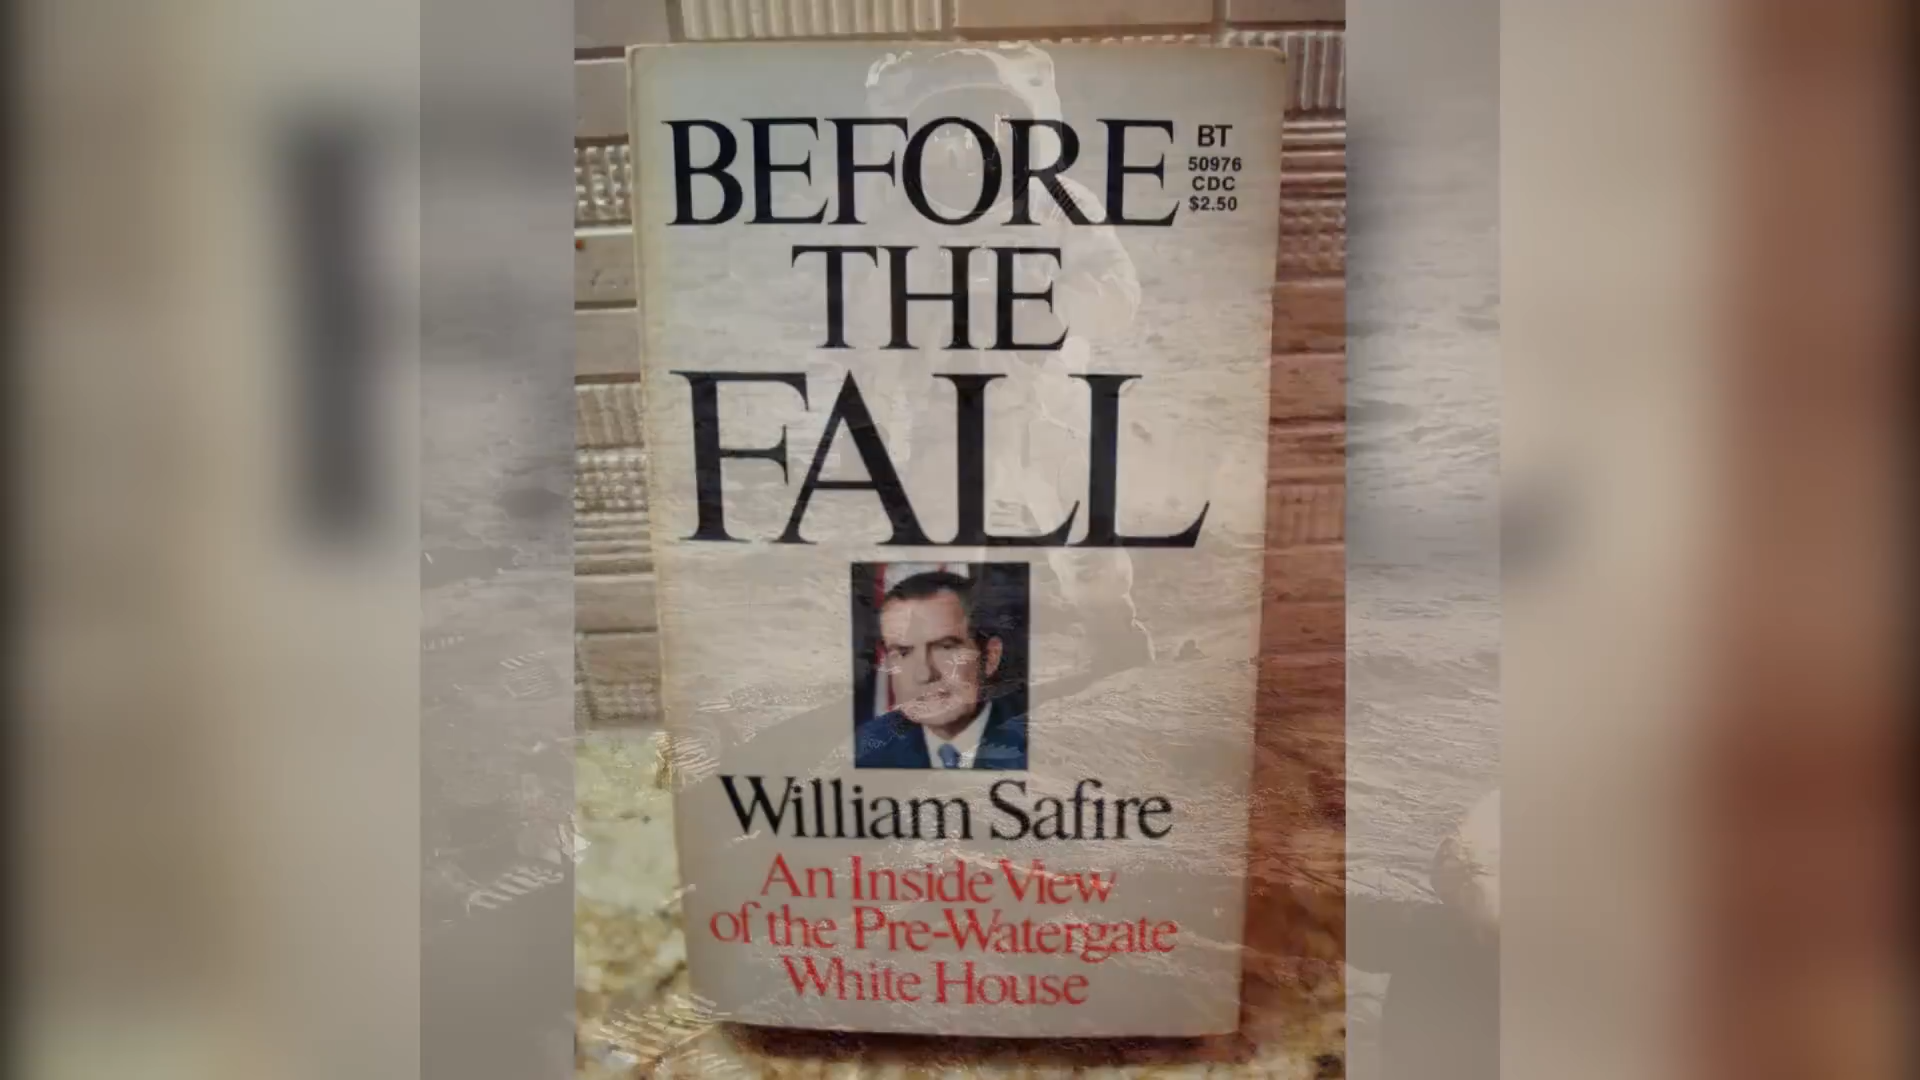 BEFORE
BT
50976
CDC
$2.50
THE
FALL
William Safire
An Inside View
of the Pre-Watergate
White House